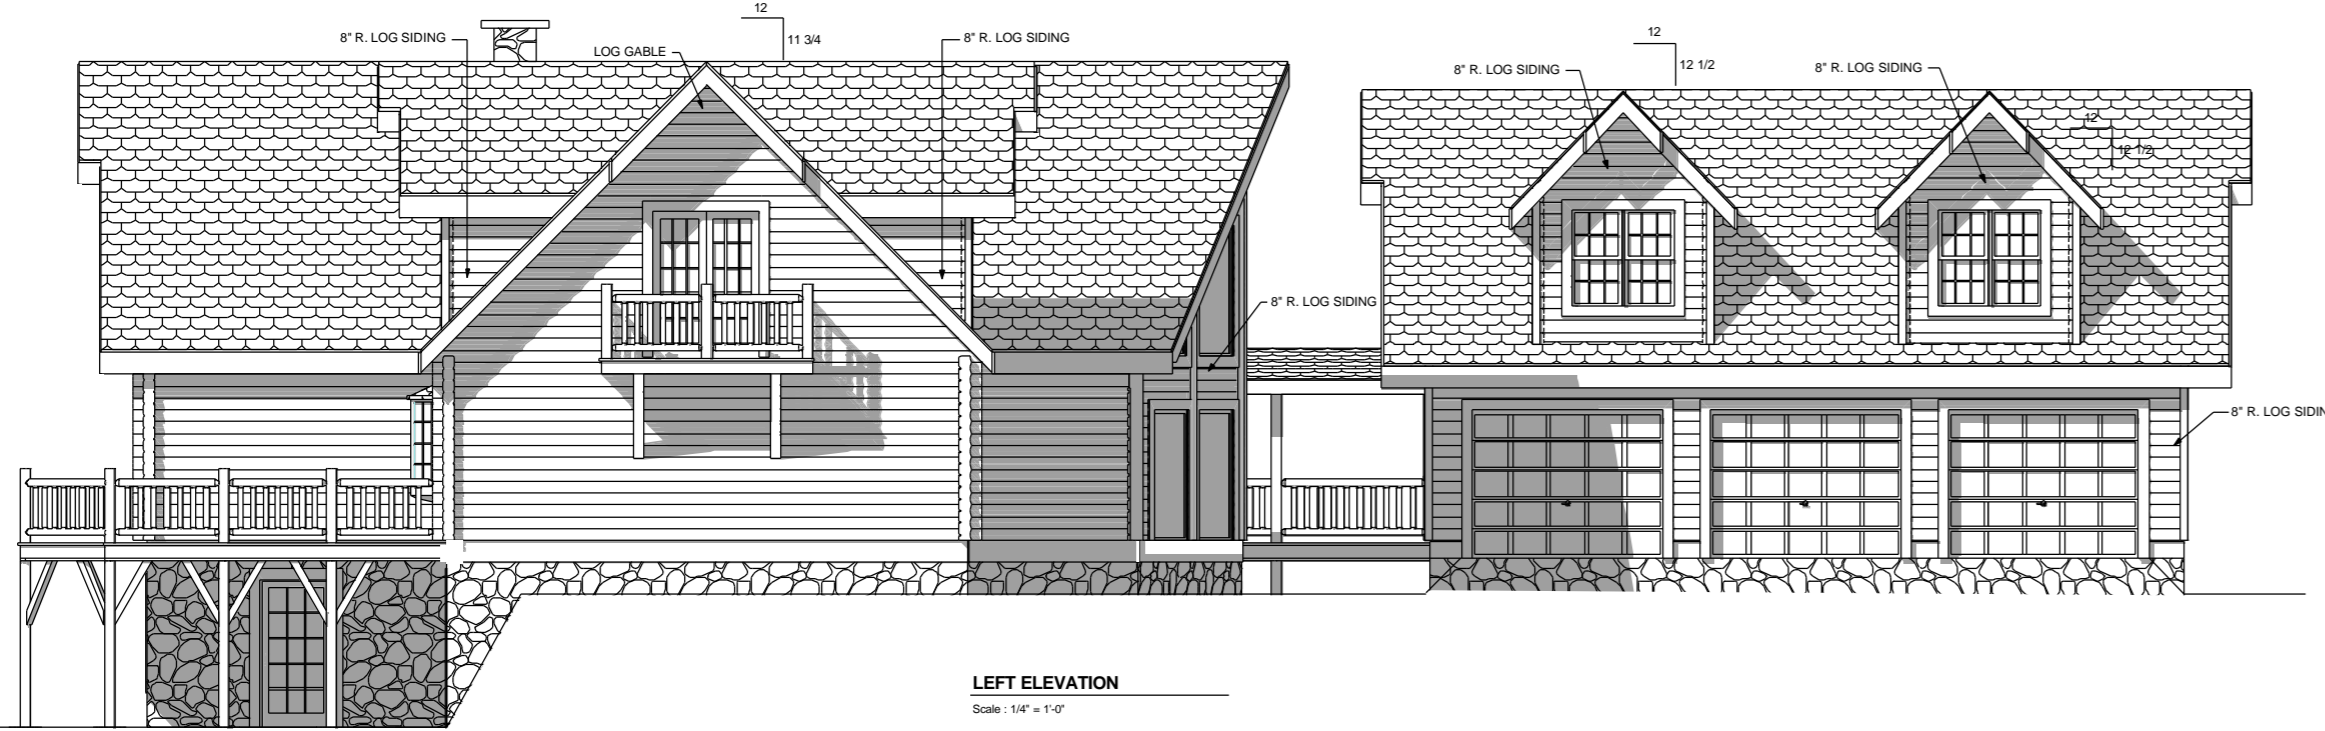 12
11 3/4
8" R. LOG SIDING
LOG GABLE
8" R. LOG SIDING
12
12 1/2
8" R. LOG SIDING
8" R. LOG SIDING
12
12 1/2
8" R. LOG SIDING
8" R. LOG SIDIN
LEFT ELEVATION
Scale : 1/4" = 1'-0"